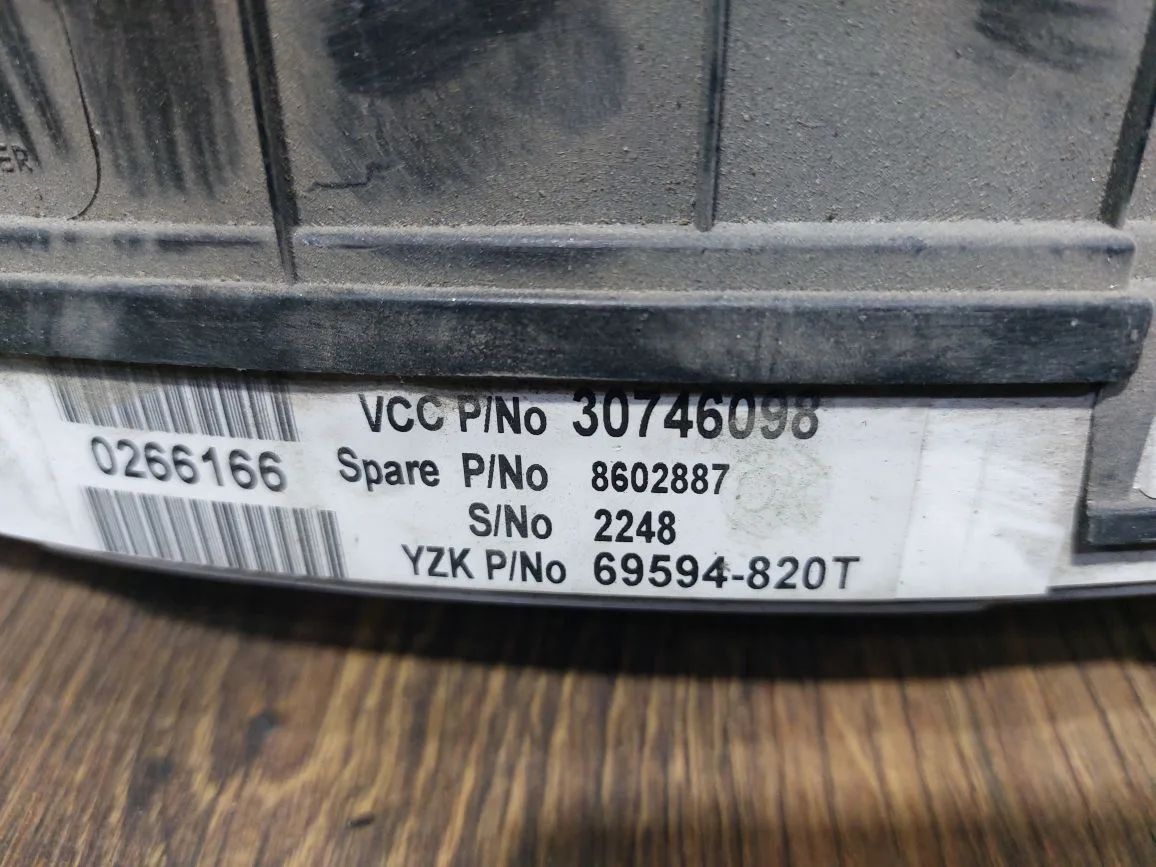 VCC P/No 30746098
0266166
Spare P/No 8602887
S/No 2248
YZK P/No 69594-820T